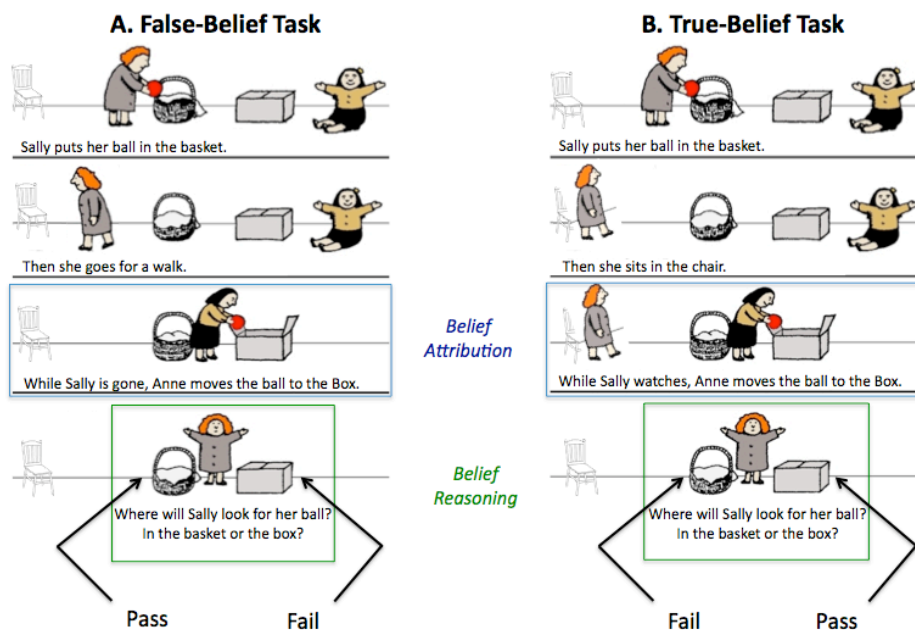 A. False-Belief Task
Sally puts her ball in the basket.
Then she goes for a walk.
While Sally is gone, Anne moves the ball to the Box.
Where will Sally look for her ball?
In the basket or the box?
Pass
Fail
Belief
Attribution
Belief
Reasoning
B. True-Belief Task
Sally puts her ball in the basket.
Then she sits in the chair.
While Sally watches, Anne moves the ball to the Box.
Where will Sally look for her ball?
In the basket or the box?
Fail
Pass